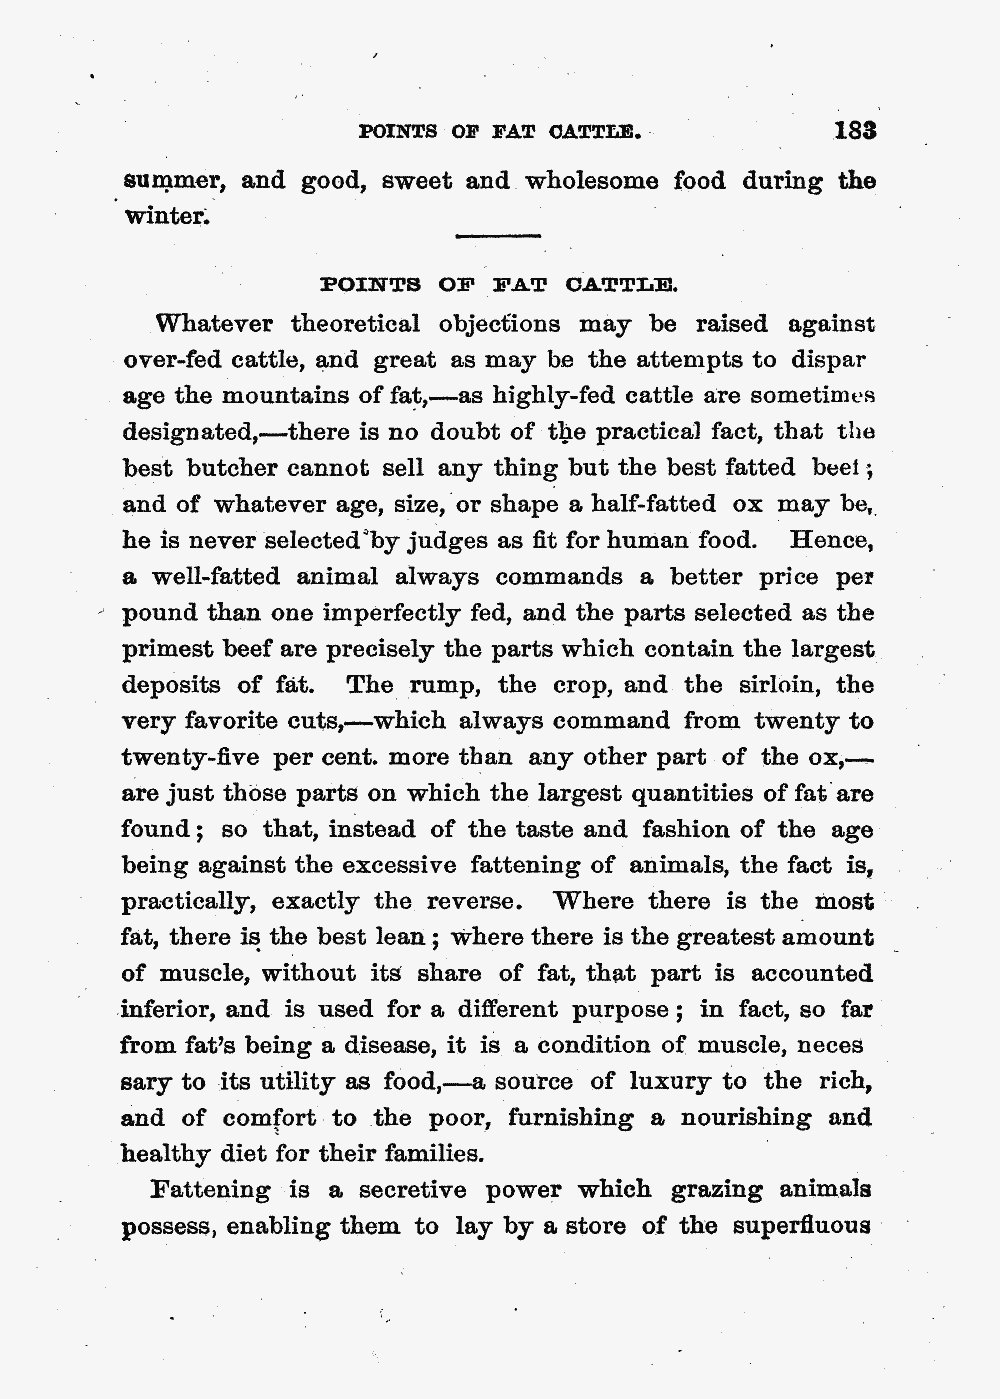 POINTS OF FAT CATTLE. 183
summer, and good, sweet and wholesome food during the
winter.
POINTS OF FAT CATTLE.
Whatever theoretical objections may be raised against
over-fed cattle, and great as may be the attempts to dispar
age the mountains of fat,—as highly-fed cattle are sometimes
designated,—there is no doubt of the practical fact, that the
best butcher cannot sell any thing but the best fatted beef;
and of whatever age, size, or shape a half-fatted ox may be,
he is never selected by judges as fit for human food. Hence,
a well-fatted animal always commands a better price per
pound than one imperfectly fed, and the parts selected as the
primest beef are precisely the parts which contain the largest
deposits of fat. The rump, the crop, and the sirloin, the
very favorite cuts,—which always command from twenty to
twenty-five per cent. more than any other part of the ox,—
are just those parts on which the largest quantities of fat are
found; so that, instead of the taste and fashion of the age
being against the excessive fattening of animals, the fact is,
practically, exactly the reverse. Where there is the most
fat, there is the best lean; where there is the greatest amount
of muscle, without its share of fat, that part is accounted
inferior, and is used for a different purpose; in fact, so far
from fat's being a disease, it is a condition of muscle, neces
sary to its utility as food,—a source of luxury to the rich,
and of comfort to the poor, furnishing a nourishing and
healthy diet for their families.
Fattening is a secretive power which grazing animals
possess, enabling them to lay by a store of the superfluous